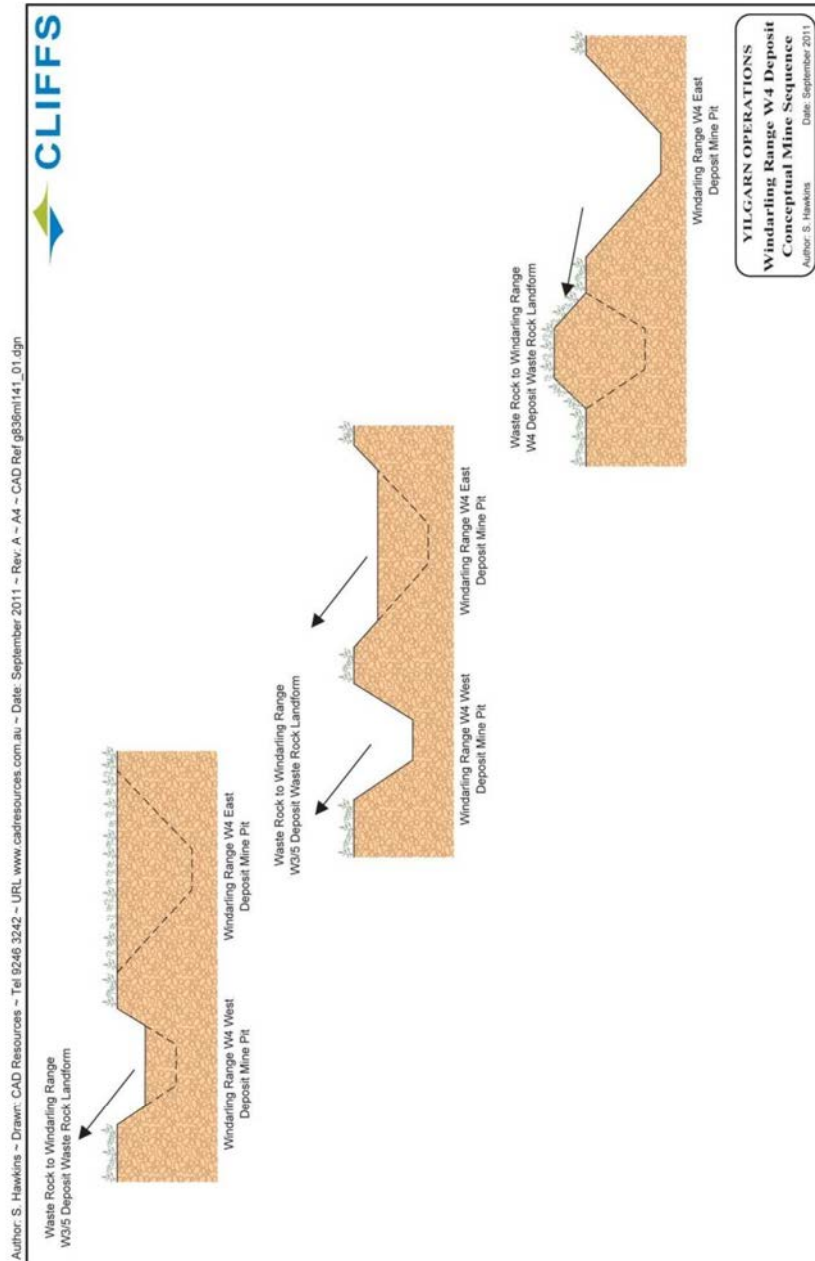 Author: S. Hawkins ~ Drawn: CAD Resources ~ Tel 9246 3242 ~ URL www.cadresources.com.au ~ Date: September 2011 ~ Rev: A ~ A4 ~ CAD Ref g836ml141_01.dgn
CLIFFS
Waste Rock to Windarling Range
W3/5 Deposit Waste Rock Landform
Windarling Range W4 West
Deposit Mine Pit
Windarling Range W4 East
Deposit Mine Pit
Waste Rock to Windarling Range
W3/5 Deposit Waste Rock Landform
Windarling Range W4 West
Deposit Mine Pit
Windarling Range W4 East
Deposit Mine Pit
Waste Rock to Windarling Range
W4 Deposit Waste Rock Landform
Windarling Range W4 East
Deposit Mine Pit
YILGARN OPERATIONS
Windarling Range W4 Deposit
Conceptual Mine Sequence
Author: S. Hawkins Date: September 2011